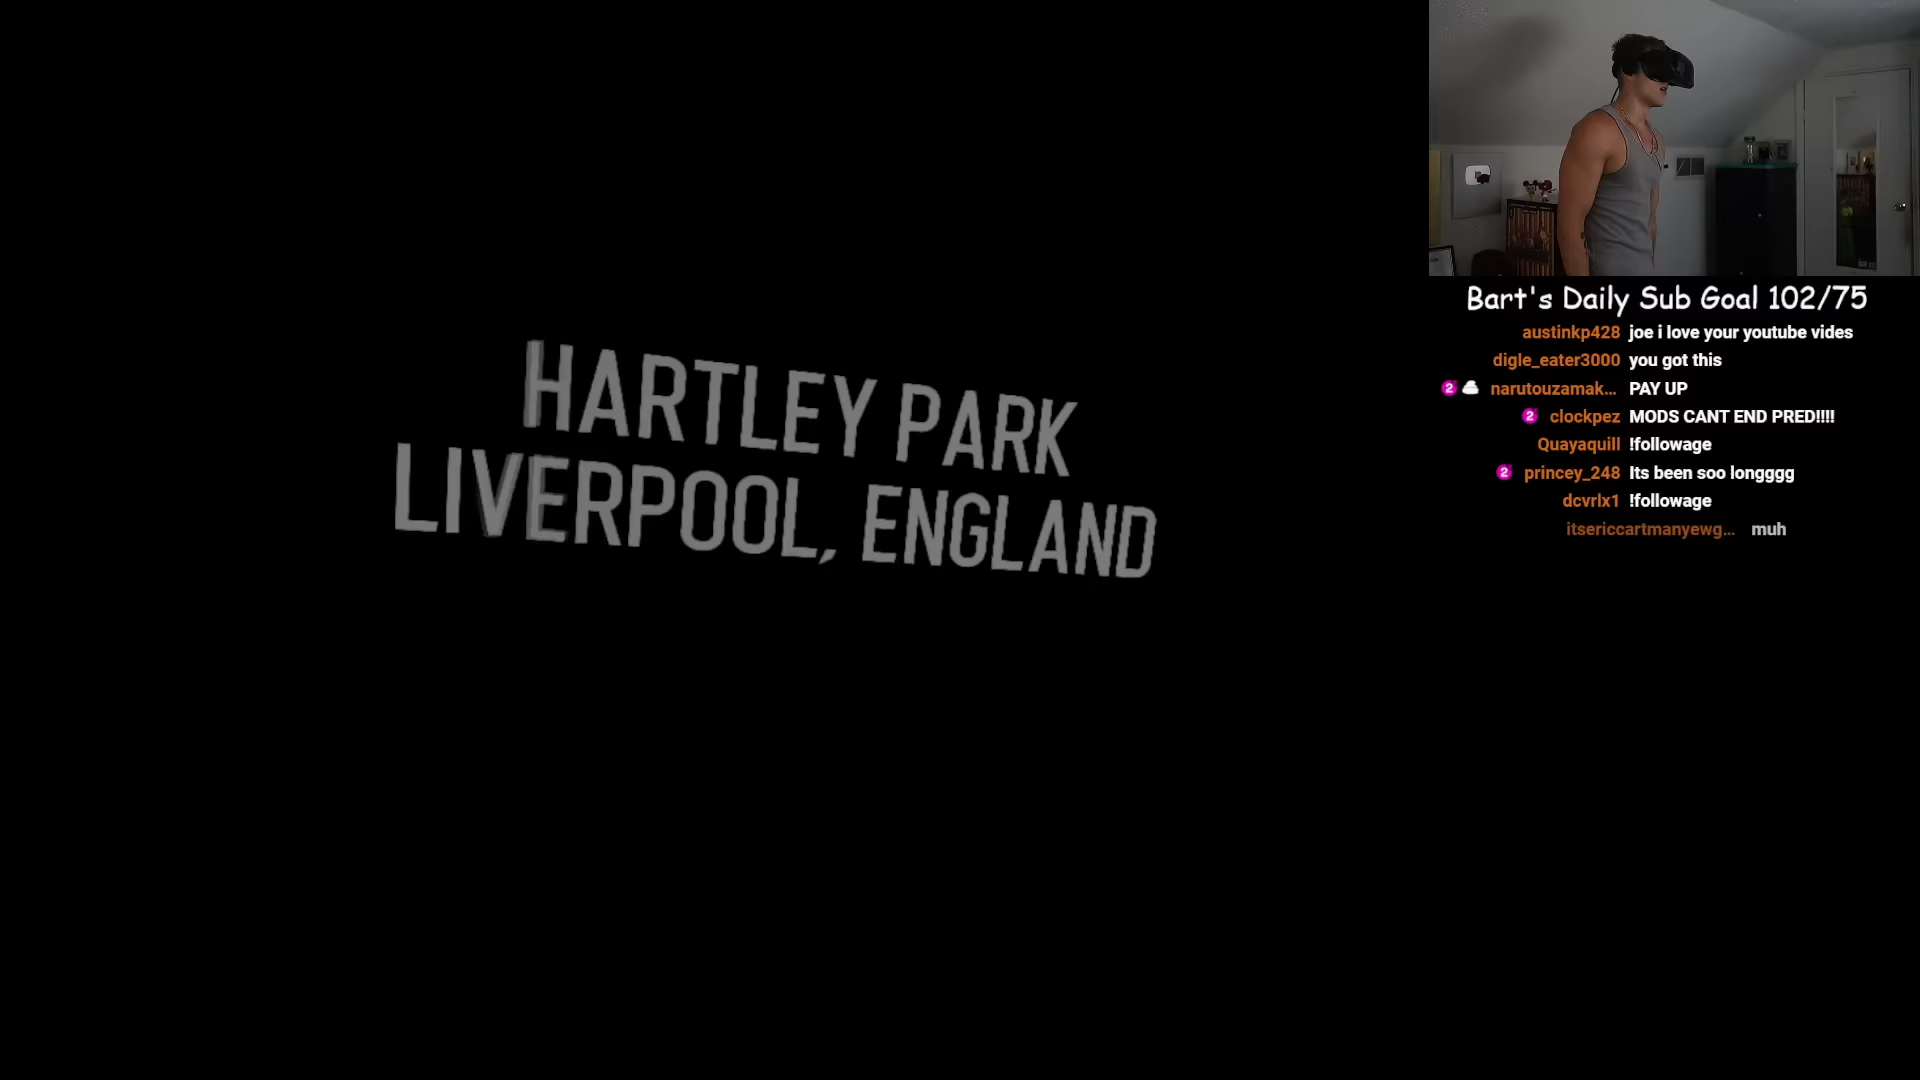 HARTLEY PARK
LIVERPOOL, ENGLAND
Bart's Daily Sub Goal 102/75
austinkp428 joe i love your youtube vides
digle_eater3000 you got this
2 narutouzamak... PAY UP
2 clockpez MODS CANT END PRED!!!!
Quayaquill !followage
2 princey_248 Its been soo longggg
dcvrlx1 !followage
itsericcartmanyewg... muh